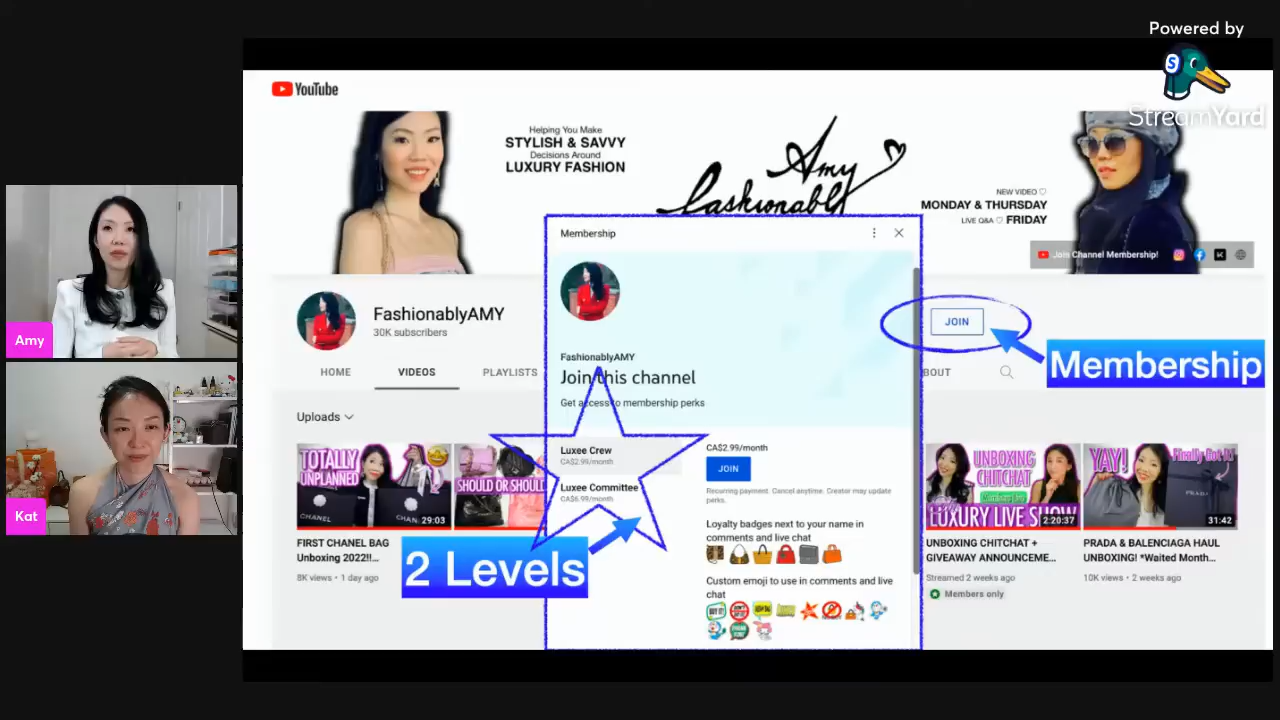 Powered by
StreamYard
YouTube
Helping You Make
STYLISH & SAVVY
Decisions Around
LUXURY FASHION
Fashionably Amy
NEW VIDEO ♡
MONDAY & THURSDAY
LIVE Q&A ♡ FRIDAY
Join Channel Membership!
Membership
FashionablyAMY
30K subscribers
JOIN
Membership
HOME
VIDEOS
PLAYLISTS
BOUT
FashionablyAMY
Join this channel
Get access to membership perks
Uploads
Luxee Crew
CA$2.99/month
Luxee Committee
CA$6.99/month
CA$2.99/month
JOIN
Recurring payment. Cancel anytime. Creator may update
perks.
Loyalty badges next to your name in
comments and live chat
Custom emoji to use in comments and live
chat
2 Levels
TOTALLY
UNPLANNED
CHANEL
CHAN
29:03
FIRST CHANEL BAG
Unboxing 2022!!...
8K views • 1 day ago
SHOULD OR SHOUL
UNBOXING
CHITCHAT
LUXURY LIVE SHOW
2:20:37
UNBOXING CHITCHAT +
GIVEAWAY ANNOUNCEME...
Streamed 2 weeks ago
Members only
YAY!
Finally Got it!
PRADA
31:42
PRADA & BALENCIAGA HAUL
UNBOXING! *Waited Month...
10K views • 2 weeks ago
Amy
Kat